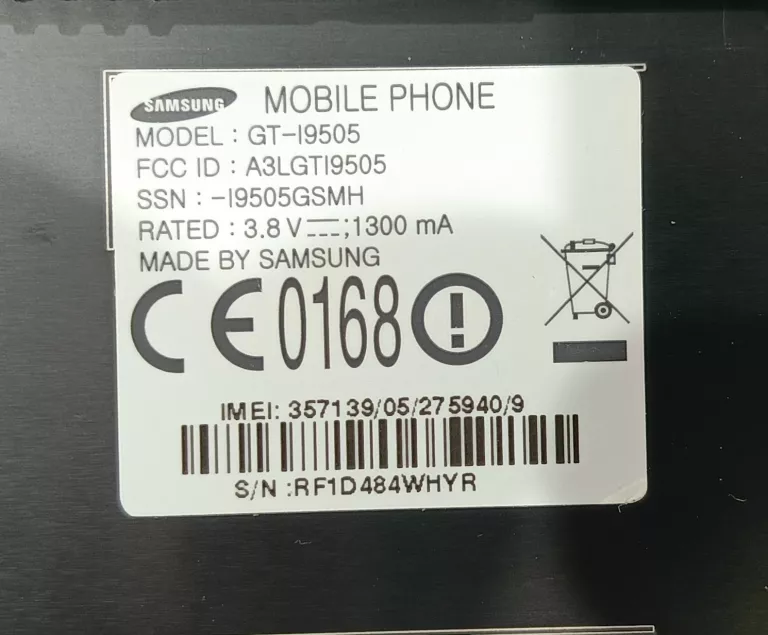 SAMSUNG MOBILE PHONE
MODEL : GT-I9505
FCC ID : A3LGTI9505
SSN : -I9505GSMH
RATED : 3.8 V⎓;1300 mA
MADE BY SAMSUNG
CE0168
IMEI: 357139/05/275940/9
S/N :RF1D484WHYR